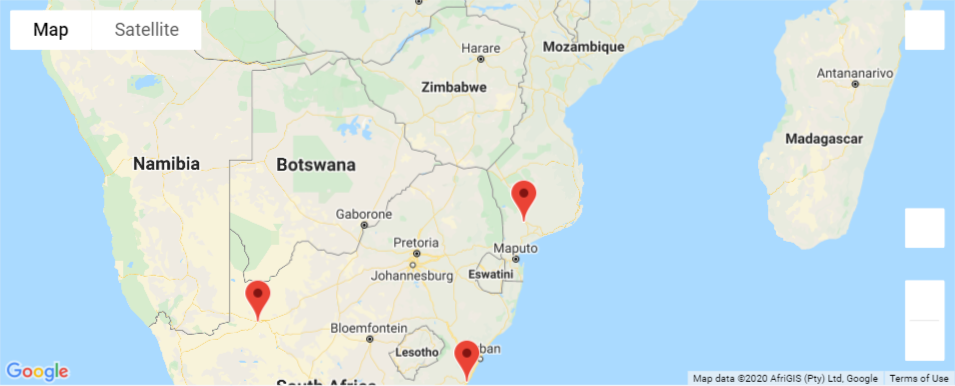 Map
Satellite
Harare
Mozambique
Zimbabwe
Antananarivo
Madagascar
Namibia
Botswana
Gaborone
Pretoria
Maputo
Johannesburg
Eswatini
Bloemfontein
Lesotho
ban
South Africa
Google
Map data ©2020 AfriGIS (Pty) Ltd, Google
Terms of Use